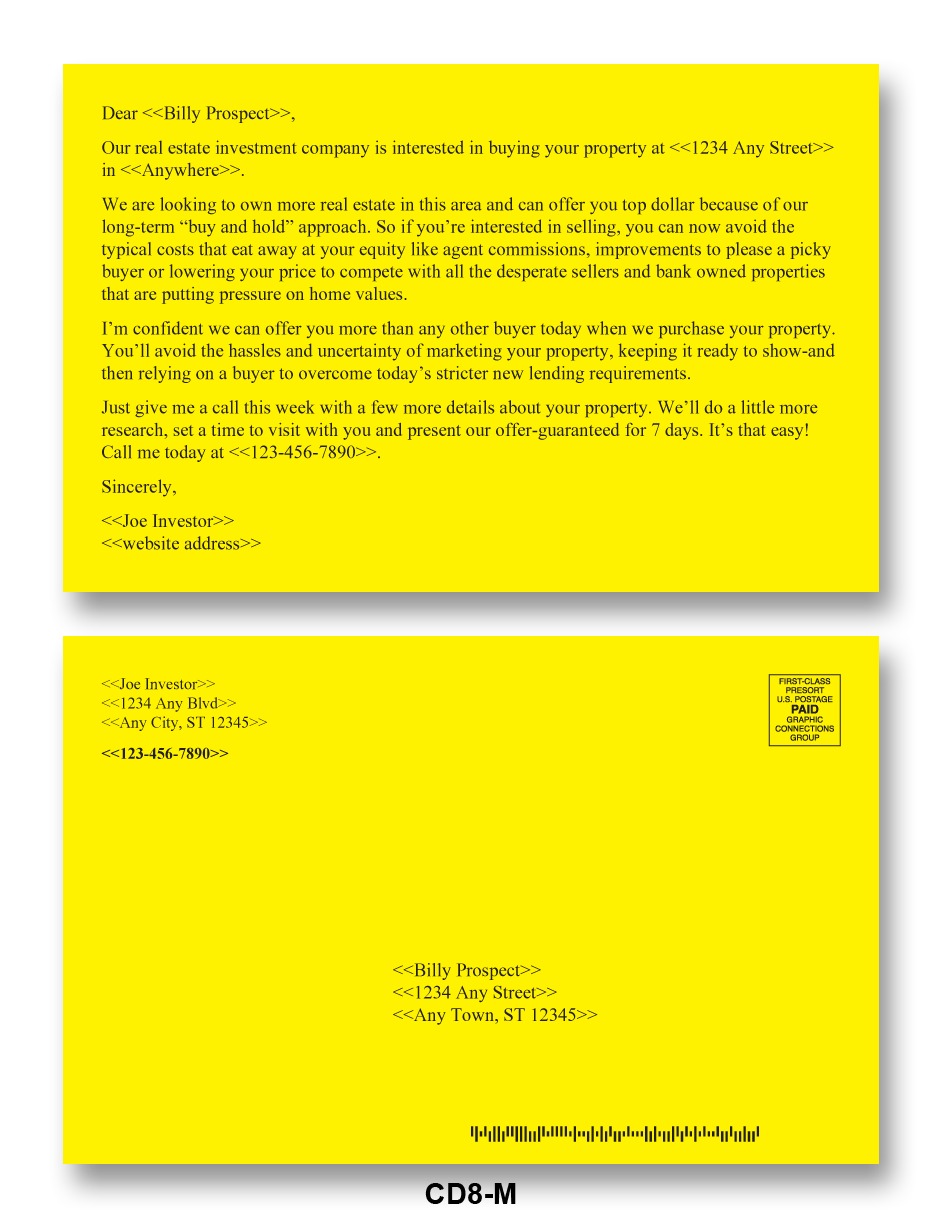 Dear <<Billy Prospect>>,
Our real estate investment company is interested in buying your property at <<1234 Any Street>>
in <<Anywhere>>.
We are looking to own more real estate in this area and can offer you top dollar because of our
long-term “buy and hold” approach. So if you’re interested in selling, you can now avoid the
typical costs that eat away at your equity like agent commissions, improvements to please a picky
buyer or lowering your price to compete with all the desperate sellers and bank owned properties
that are putting pressure on home values.
I’m confident we can offer you more than any other buyer today when we purchase your property.
You’ll avoid the hassles and uncertainty of marketing your property, keeping it ready to show-and
then relying on a buyer to overcome today’s stricter new lending requirements.
Just give me a call this week with a few more details about your property. We’ll do a little more
research, set a time to visit with you and present our offer-guaranteed for 7 days. It’s that easy!
Call me today at <<123-456-7890>>.
Sincerely,
<<Joe Investor>>
<<website address>>
<<Joe Investor>>
<<1234 Any Blvd>>
<<Any City, ST 12345>>
<<123-456-7890>>
FIRST-CLASS
PRESORT
U.S. POSTAGE
PAID
GRAPHIC
CONNECTIONS
GROUP
<<Billy Prospect>>
<<1234 Any Street>>
<<Any Town, ST 12345>>
CD8-M